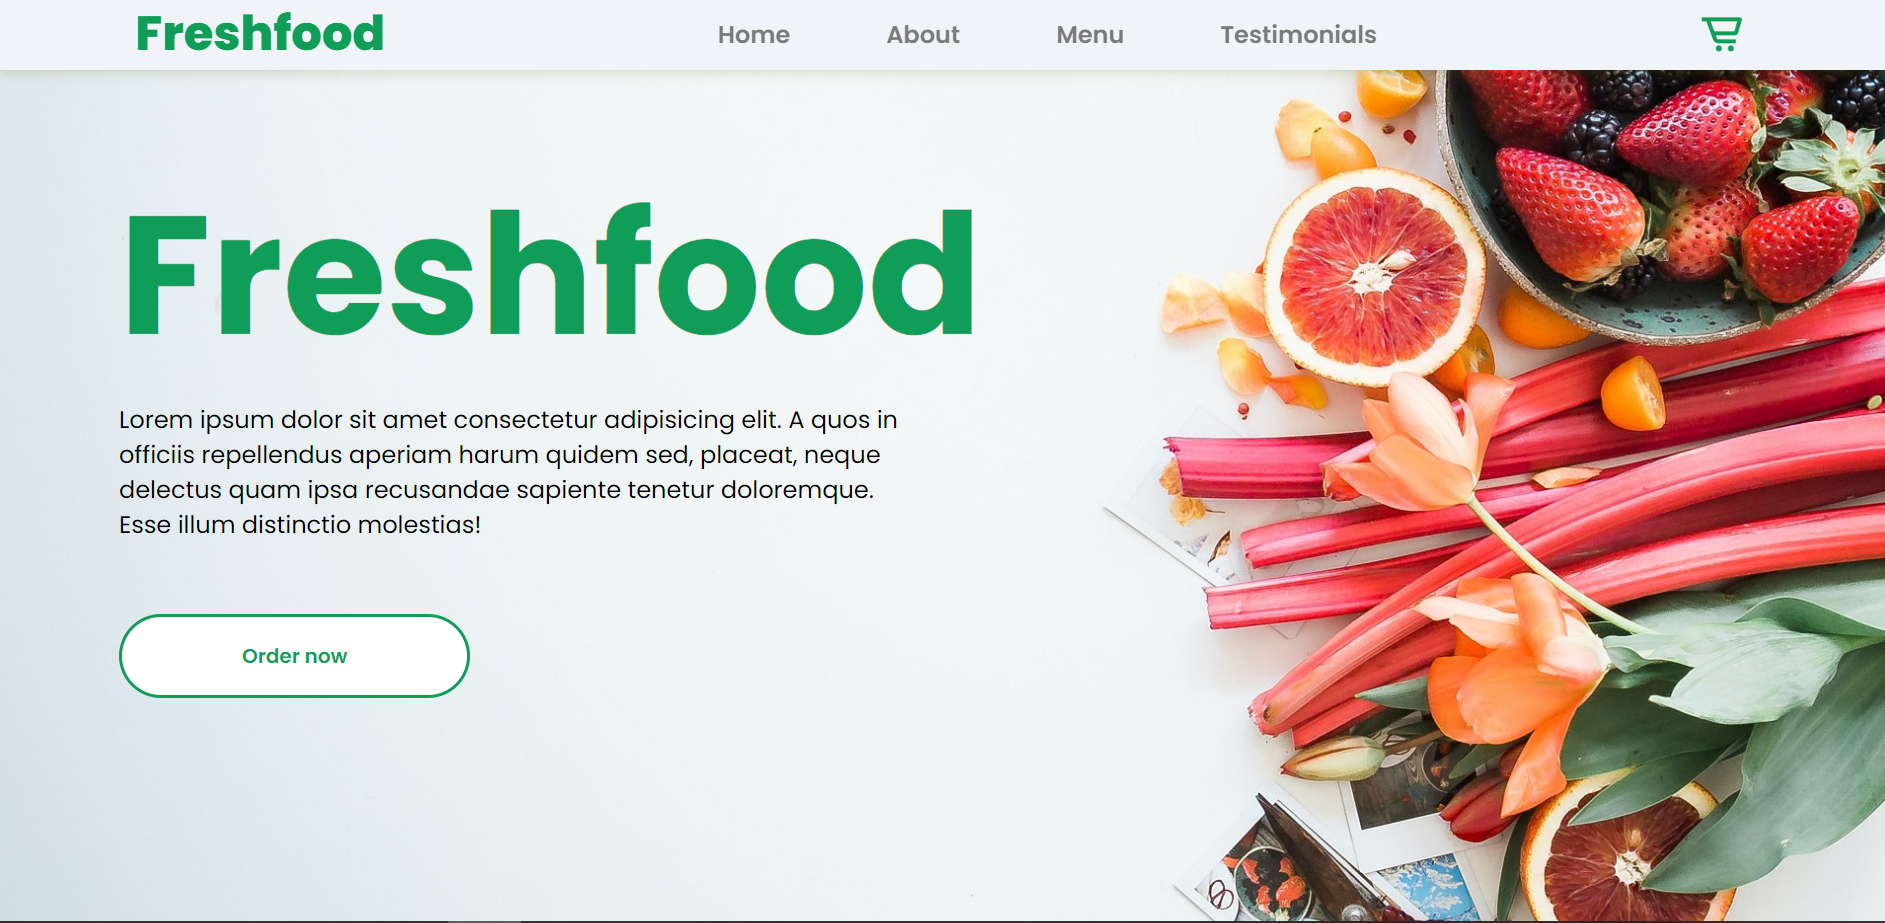 Freshfood
Home
About
Menu
Testimonials
Freshfood
Lorem ipsum dolor sit amet consectetur adipisicing elit. A quos in
officiis repellendus aperiam harum quidem sed, placeat, neque
delectus quam ipsa recusandae sapiente tenetur doloremque.
Esse illum distinctio molestias!
Order now